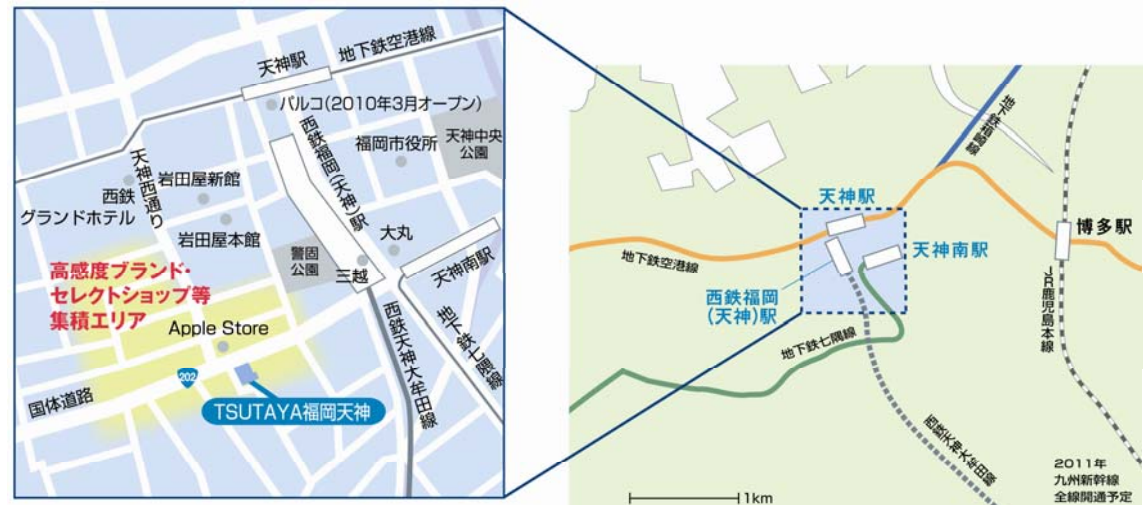 天神駅
地下鉄空港線
パルコ(2010年3月オープン)
福岡市役所
天神中央
公園
西鉄福岡(天神)駅
天神西通り
西鉄
グランドホテル
岩田屋新館
岩田屋本館
大丸
警固
公園
三越
天神南駅
高感度ブランド・
セレクトショップ等
集積エリア
Apple Store
202
国体道路
TSUTAYA福岡天神
西鉄天神大牟田線
地下鉄七隈線
地下鉄箱崎線
天神駅
博多駅
天神南駅
地下鉄空港線
西鉄福岡
(天神)駅
JR鹿児島本線
地下鉄七隈線
西鉄天神大牟田線
1km
2011年
九州新幹線
全線開通予定